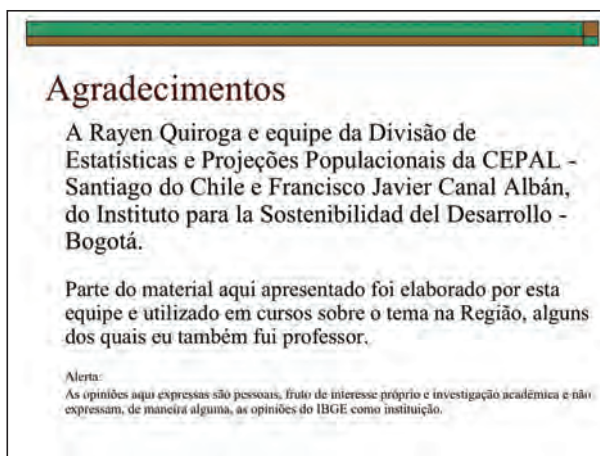 Agradecimentos
A Rayen Quiroga e equipe da Divisão de
Estatísticas e Projeções Populacionais da CEPAL -
Santiago do Chile e Francisco Javier Canal Albán,
do Instituto para la Sostenibilidad del Desarrollo -
Bogotá.
Parte do material aqui apresentado foi elaborado por esta
equipe e utilizado em cursos sobre o tema na Região, alguns
dos quais eu também fui professor.
Alerta:
As opiniões aqui expressas são pessoais, fruto de interesse próprio e investigação acadêmica e não
expressam, de maneira alguma, as opiniões do IBGE como instituição.